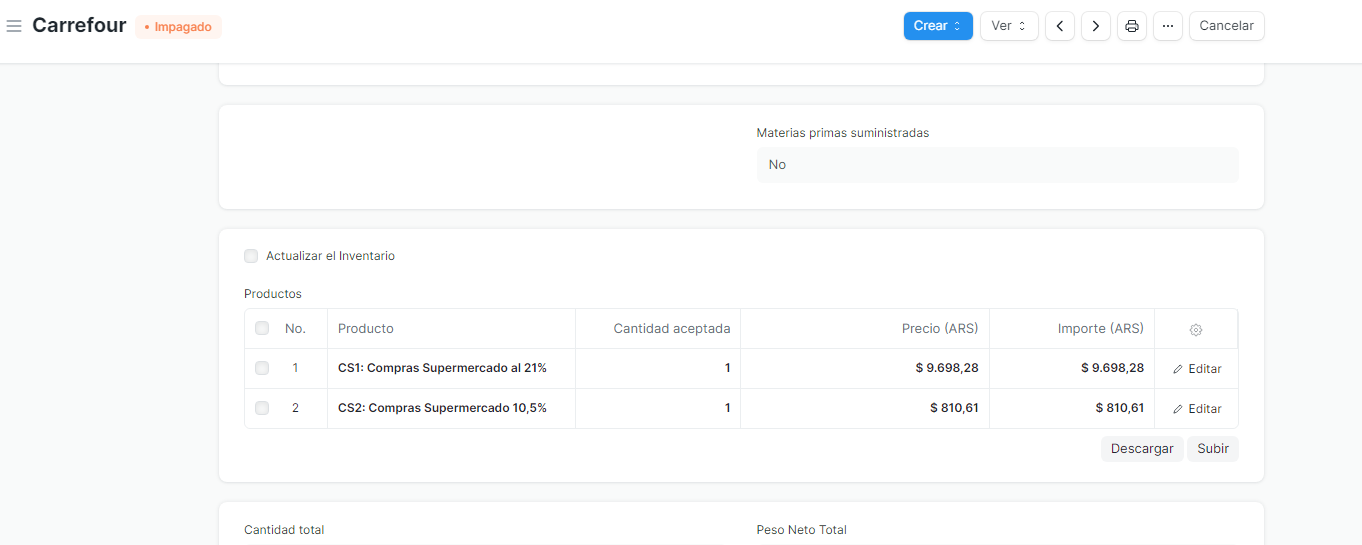 Carrefour • Impagado Crear Ver ... Cancelar
Materias primas suministradas
No
Actualizar el Inventario
Productos
No. Producto Cantidad aceptada Precio (ARS) Importe (ARS)
1 CS1: Compras Supermercado al 21% 1 $ 9.698,28 $ 9.698,28 Editar
2 CS2: Compras Supermercado 10,5% 1 $ 810,61 $ 810,61 Editar
Descargar Subir
Cantidad total Peso Neto Total